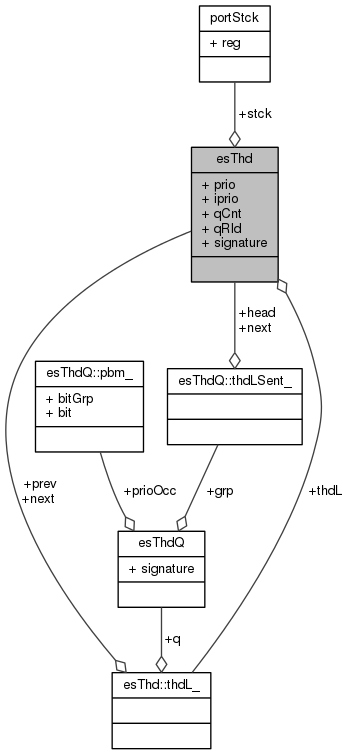 portStck
+ reg
+stck
esThd
+ prio
+ iprio
+ qCnt
+ qRld
+ signature
+head
+next
esThdQ::pbm_
+ bitGrp
+ bit
esThdQ::thdLSent_
+prev
+next
+prioOcc
+grp
+thdL
esThdQ
+ signature
+q
esThd::thdL_